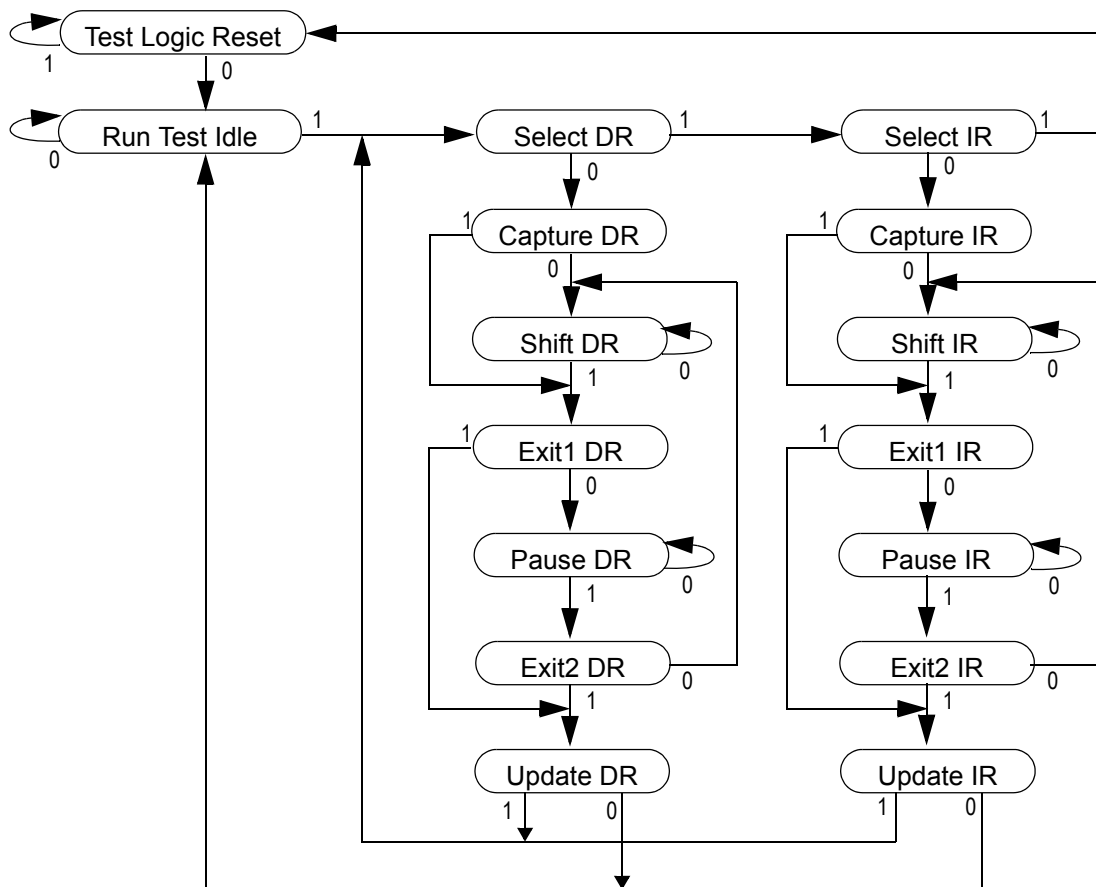 Test Logic Reset
1
0
Run Test Idle
1
0
Select DR
1
0
Select IR
1
0
Capture DR
1
0
Capture IR
1
0
Shift DR
0
1
Shift IR
0
1
Exit1 DR
1
0
Exit1 IR
1
0
Pause DR
0
1
Pause IR
0
1
Exit2 DR
0
1
Exit2 IR
0
1
Update DR
1
0
Update IR
1
0